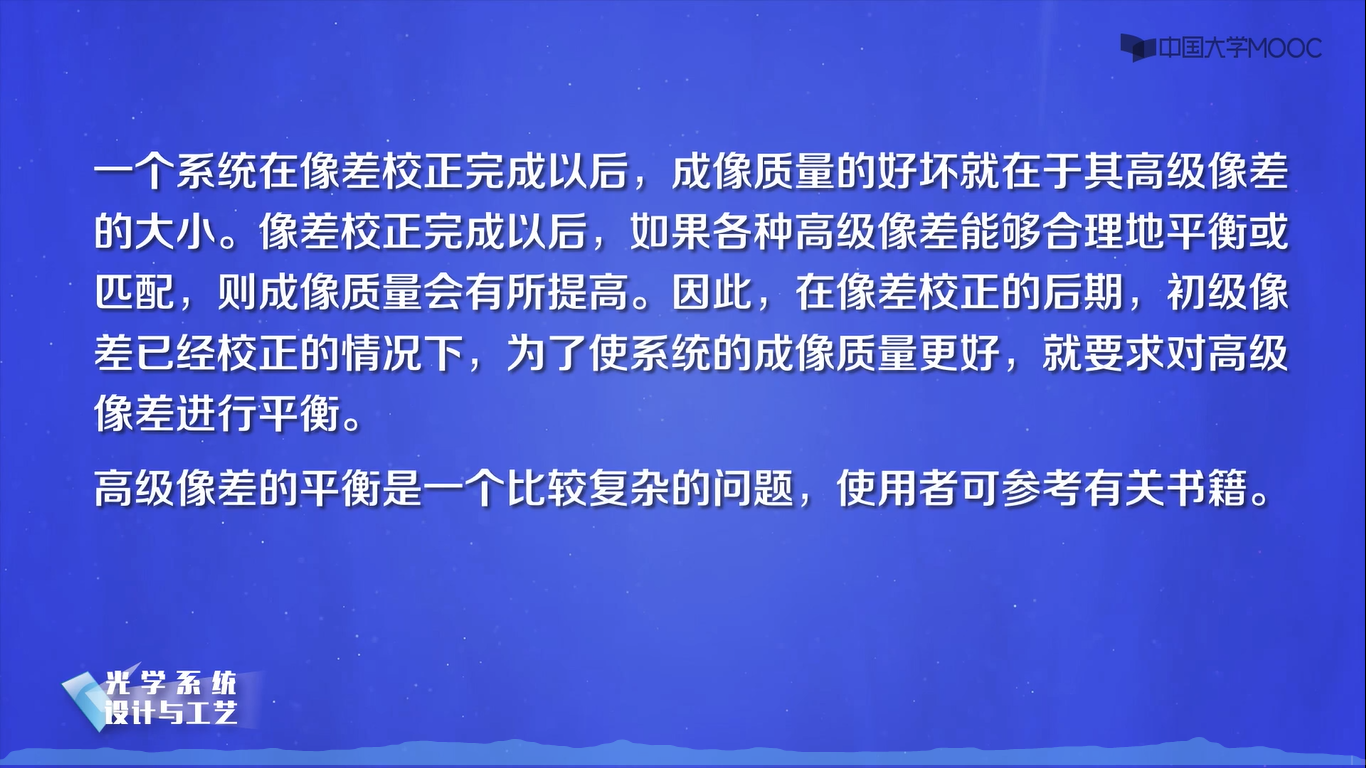 中国大学MOOC
一个系统在像差校正完成以后，成像质量的好坏就在于其高级像差
的大小。像差校正完成以后，如果各种高级像差能够合理地平衡或
匹配，则成像质量会有所提高。因此，在像差校正的后期，初级像
差已经校正的情况下，为了使系统的成像质量更好，就要求对高级
像差进行平衡。
高级像差的平衡是一个比较复杂的问题，使用者可参考有关书籍。
光学系统
设计与工艺